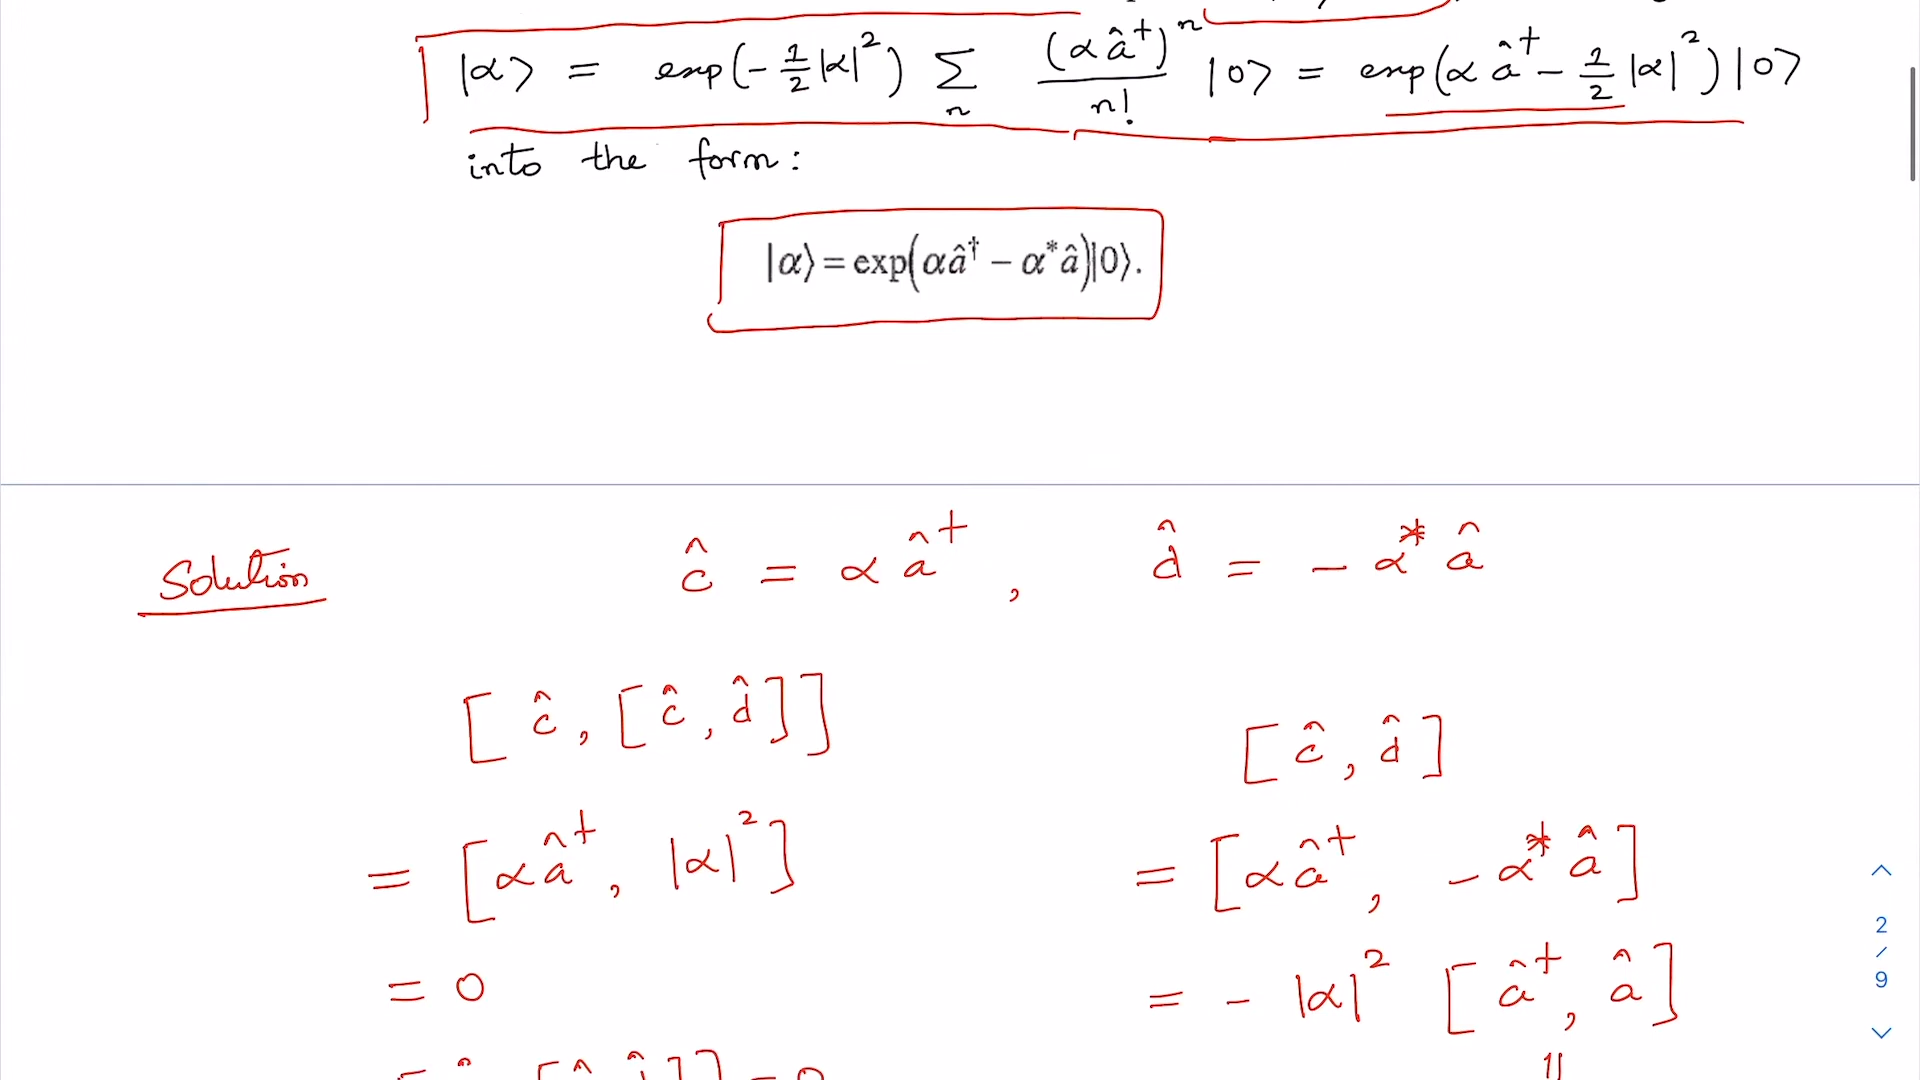 |α⟩ = exp(-½|α|²) Σₙ (αâ†)ⁿ/n! |0⟩ = exp(αâ† - ½|α|²)|0⟩
into the form:
|α⟩ = exp(αâ† − α*â)|0⟩.
Solution ĉ = αâ†, d̂ = -α*â
[ĉ, [ĉ, d̂]]
[ĉ, d̂]
= [αâ†, |α|²]
= [αâ†, -α*â]
= 0
= -|α|² [â†, â]
= 0
2
/
9